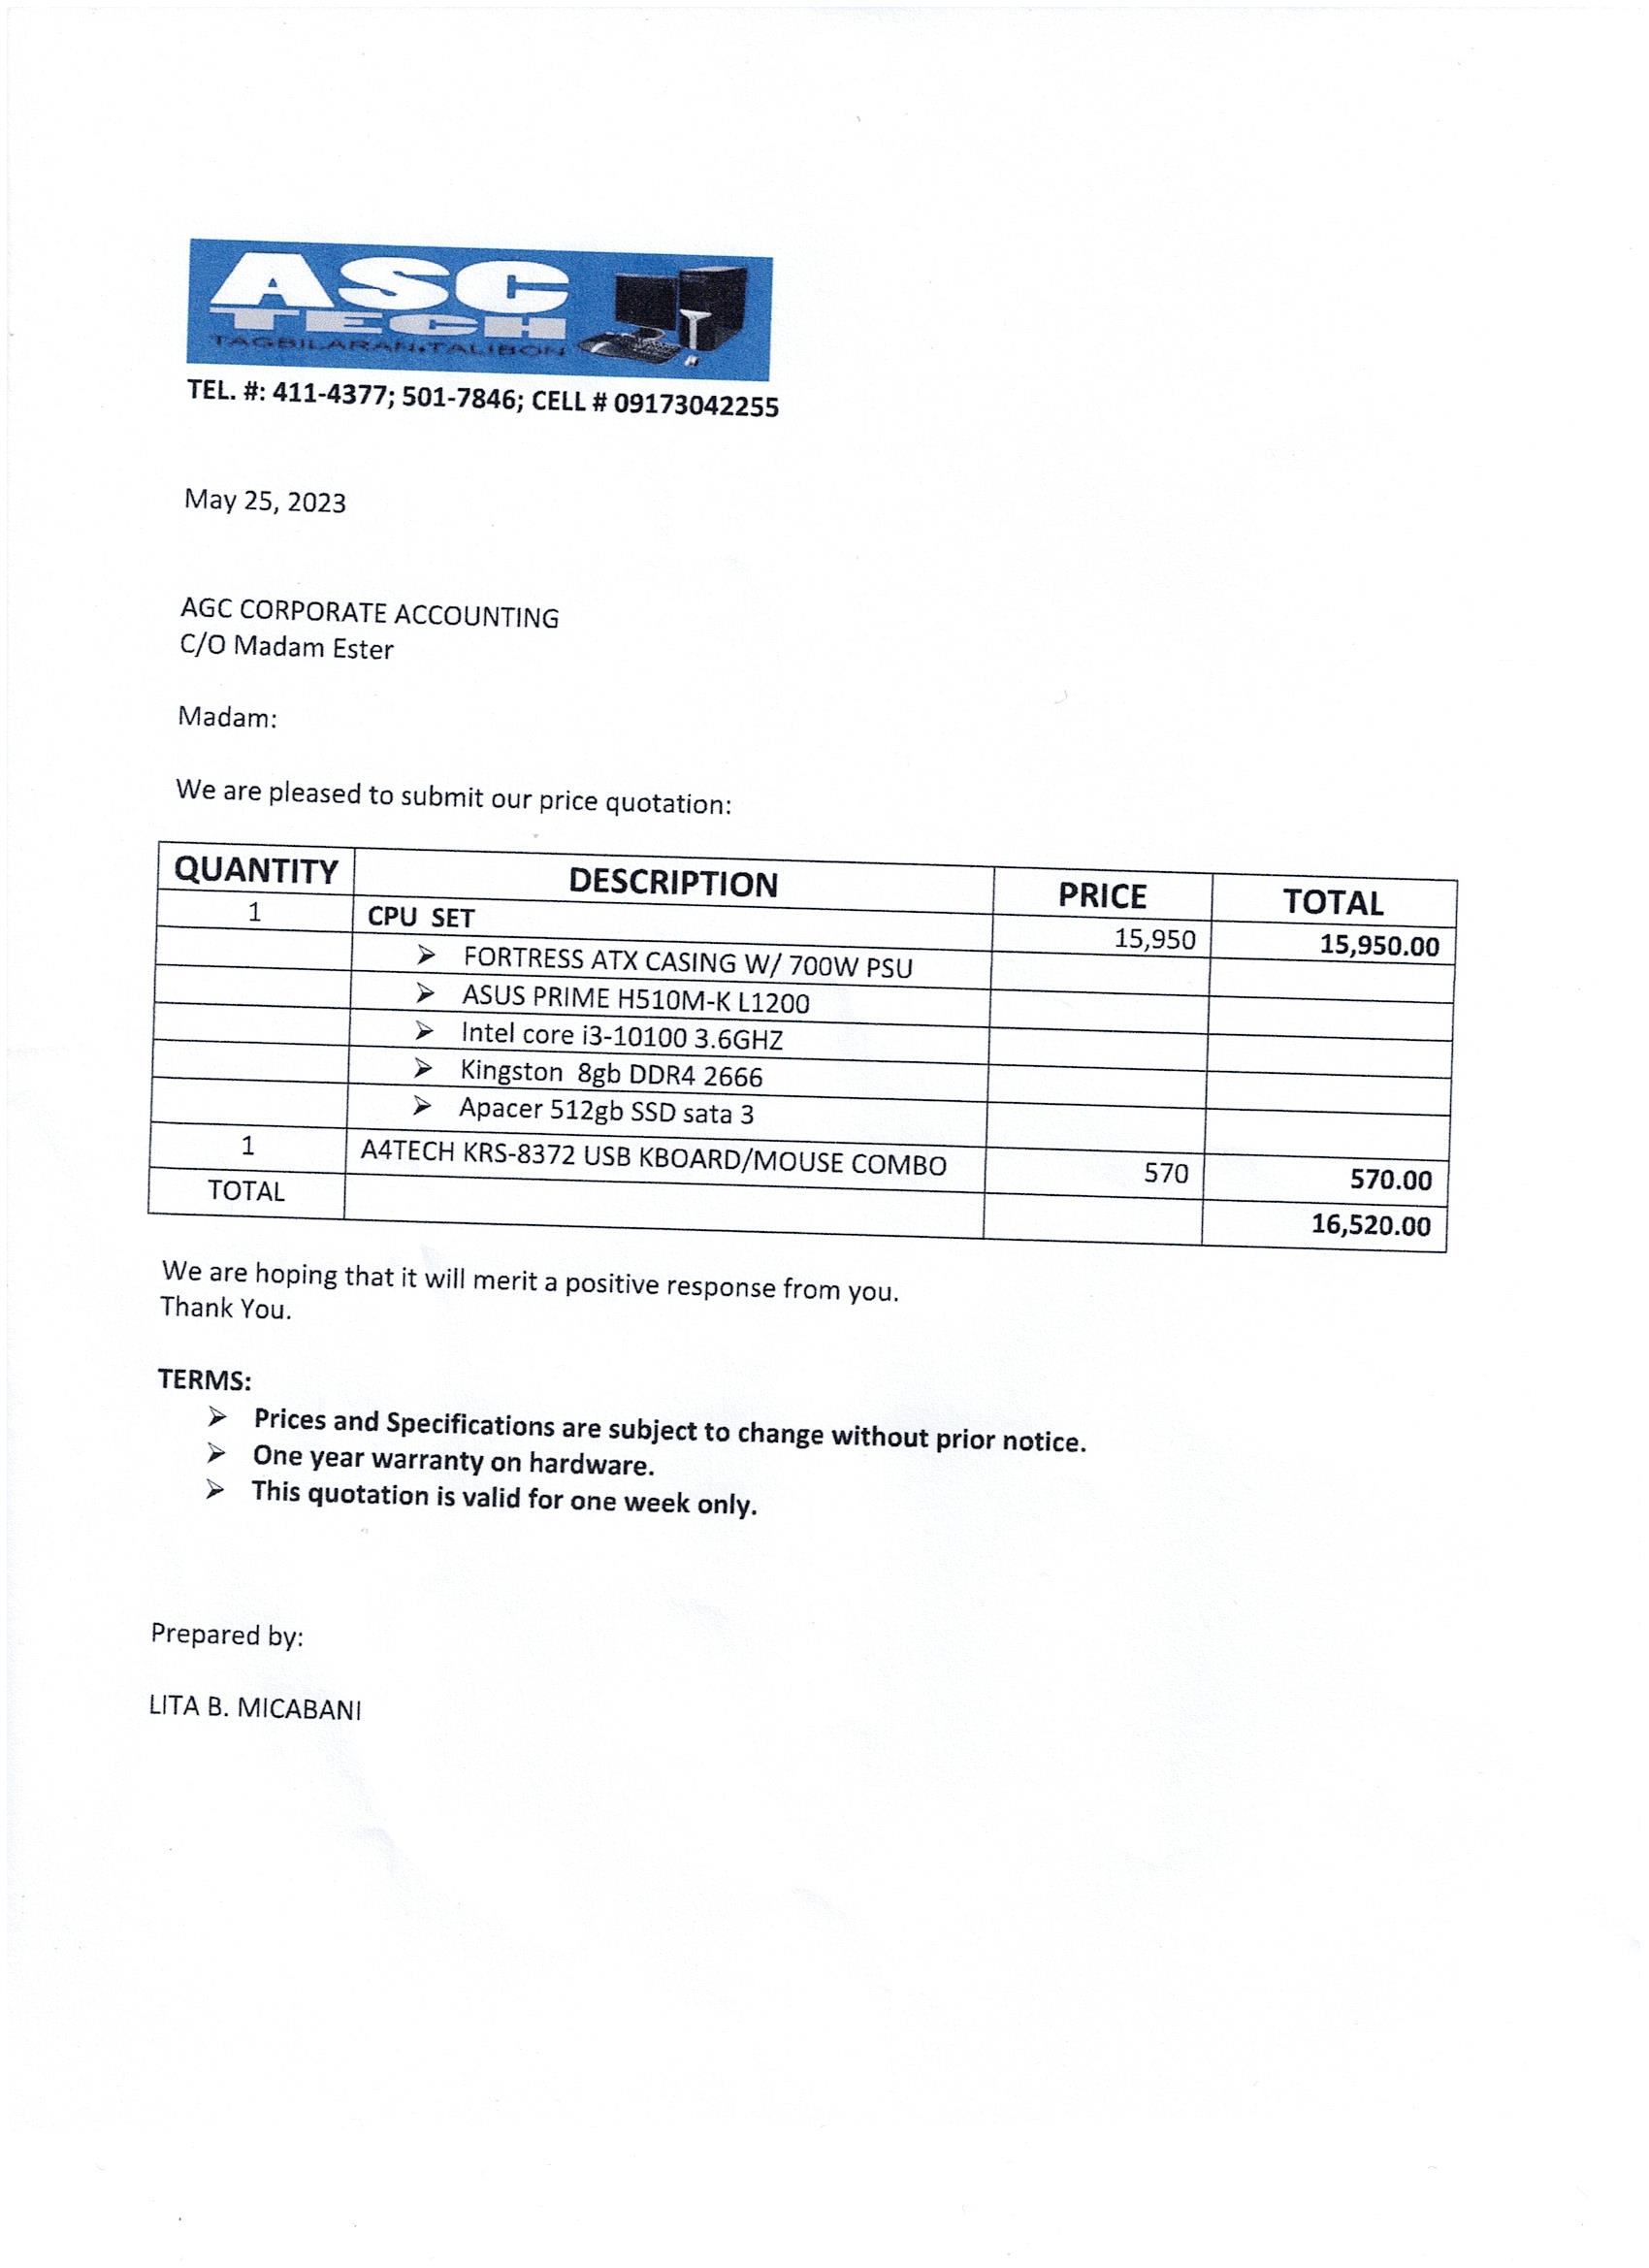 ASC
TECH
TAGBILARAN.TALIBON
TEL. #: 411-4377; 501-7846; CELL # 09173042255
May 25, 2023
AGC CORPORATE ACCOUNTING
C/O Madam Ester
Madam:
We are pleased to submit our price quotation:
QUANTITY DESCRIPTION PRICE TOTAL
1 CPU SET 15,950 15,950.00
➢ FORTRESS ATX CASING W/ 700W PSU
➢ ASUS PRIME H510M-K L1200
➢ Intel core i3-10100 3.6GHZ
➢ Kingston 8gb DDR4 2666
➢ Apacer 512gb SSD sata 3
1 A4TECH KRS-8372 USB KBOARD/MOUSE COMBO 570 570.00
TOTAL 16,520.00
We are hoping that it will merit a positive response from you.
Thank You.
TERMS:
➢ Prices and Specifications are subject to change without prior notice.
➢ One year warranty on hardware.
➢ This quotation is valid for one week only.
Prepared by:
LITA B. MICABANI